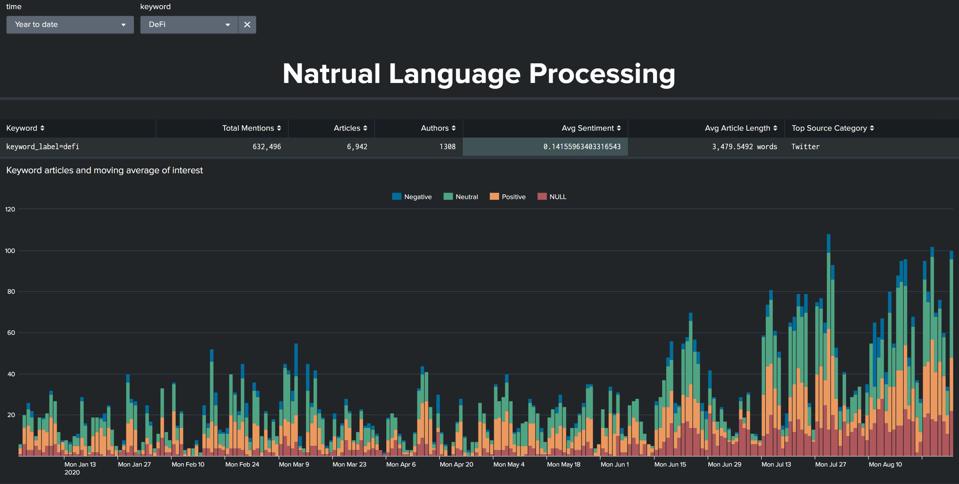 time keyword
Year to date DeFi
Natrual Language Processing
Keyword Total Mentions Articles Authors Avg Sentiment Avg Article Length Top Source Category
keyword_label=defi 632,496 6,942 1308 0.14155963403316543 3,479.5492 words Twitter
Keyword articles and moving average of interest
Negative Neutral Positive NULL
120
100
80
60
40
20
Mon Jan 13 Mon Jan 27 Mon Feb 10 Mon Feb 24 Mon Mar 9 Mon Mar 23 Mon Apr 6 Mon Apr 20 Mon May 4 Mon May 18 Mon Jun 1 Mon Jun 15 Mon Jun 29 Mon Jul 13 Mon Jul 27 Mon Aug 10
2020